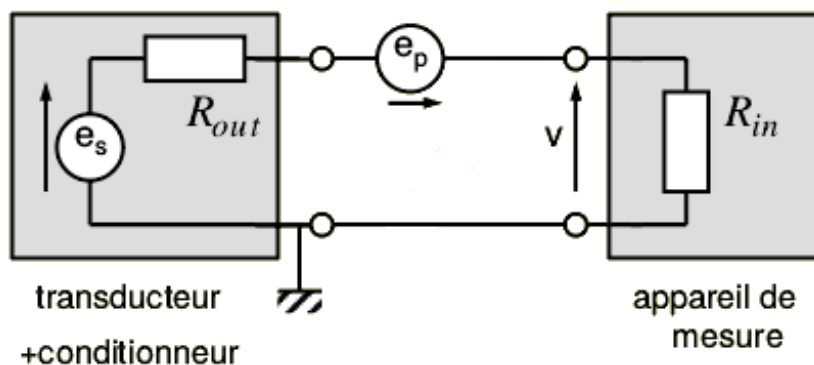 e_p
R_out
R_in
e_s
v
transducteur
+conditionneur
appareil de
mesure